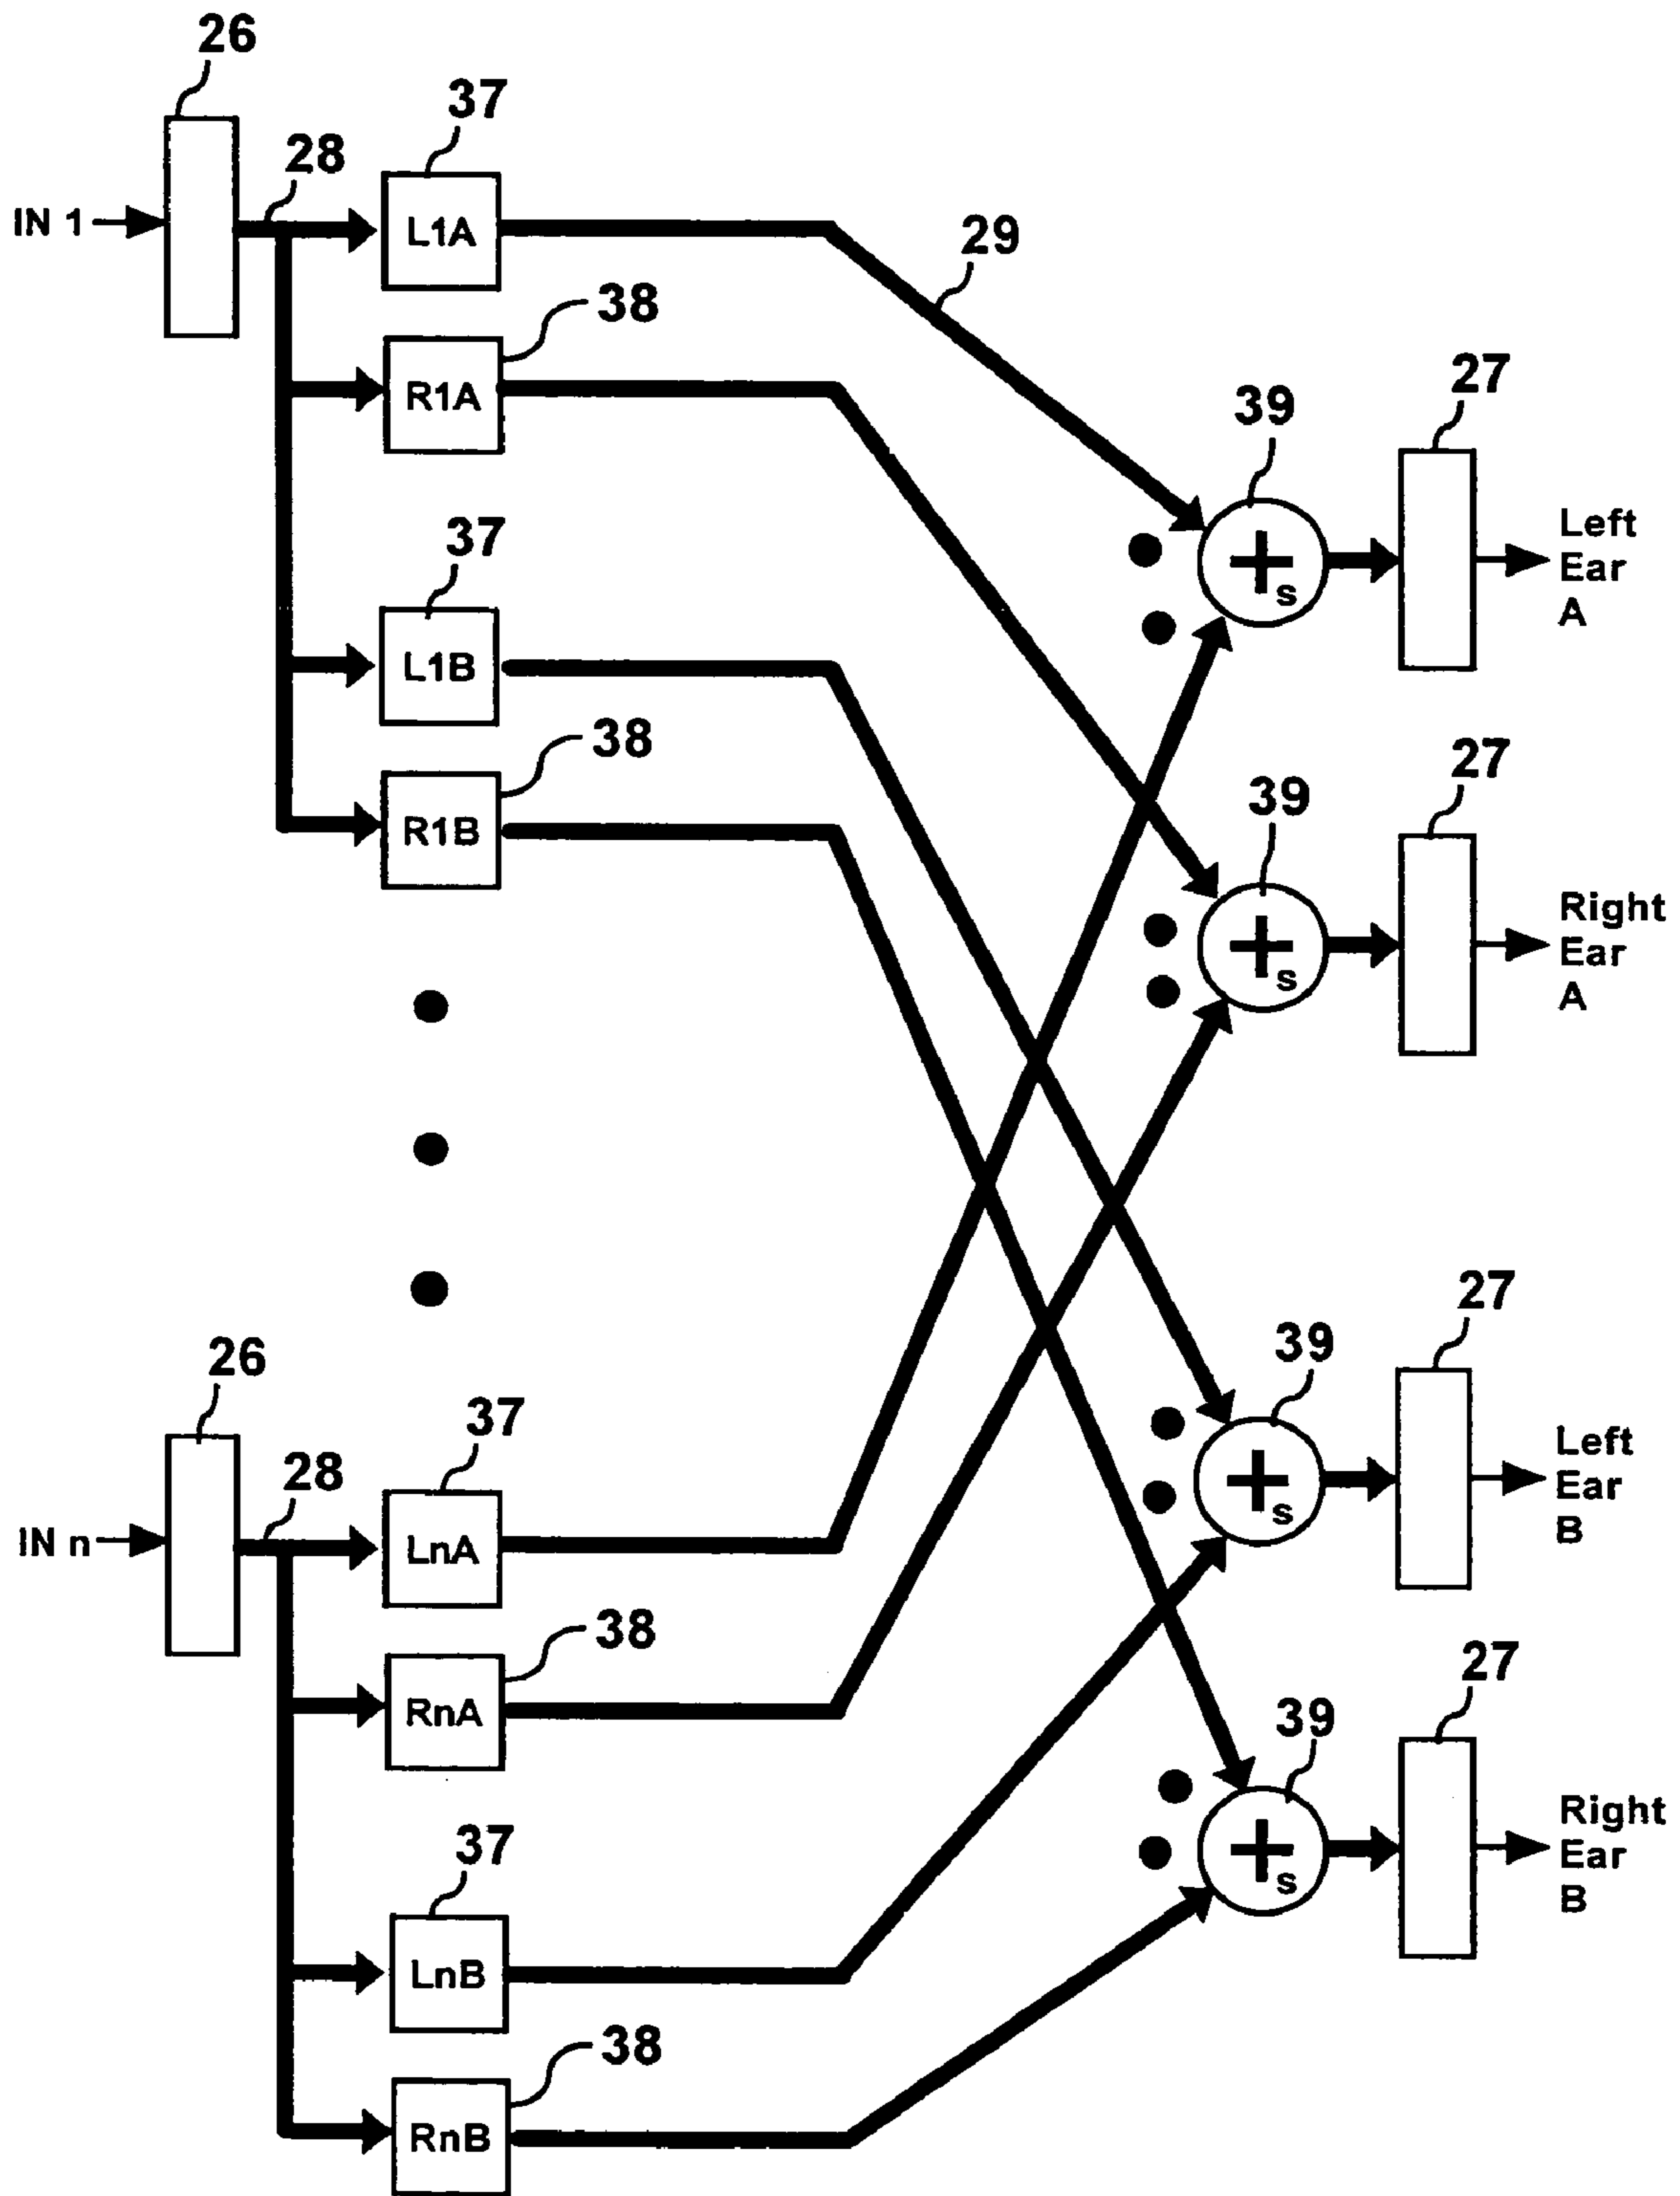 26
37
28
IN 1
L1A
29
38
R1A
27
39
Left
Ear
A
+s
37
L1B
38
R1B
27
39
Right
Ear
A
+s
27
39
26
37
28
Left
Ear
B
+s
IN n
LnA
38
RnA
27
39
37
Right
Ear
B
+s
LnB
38
RnB